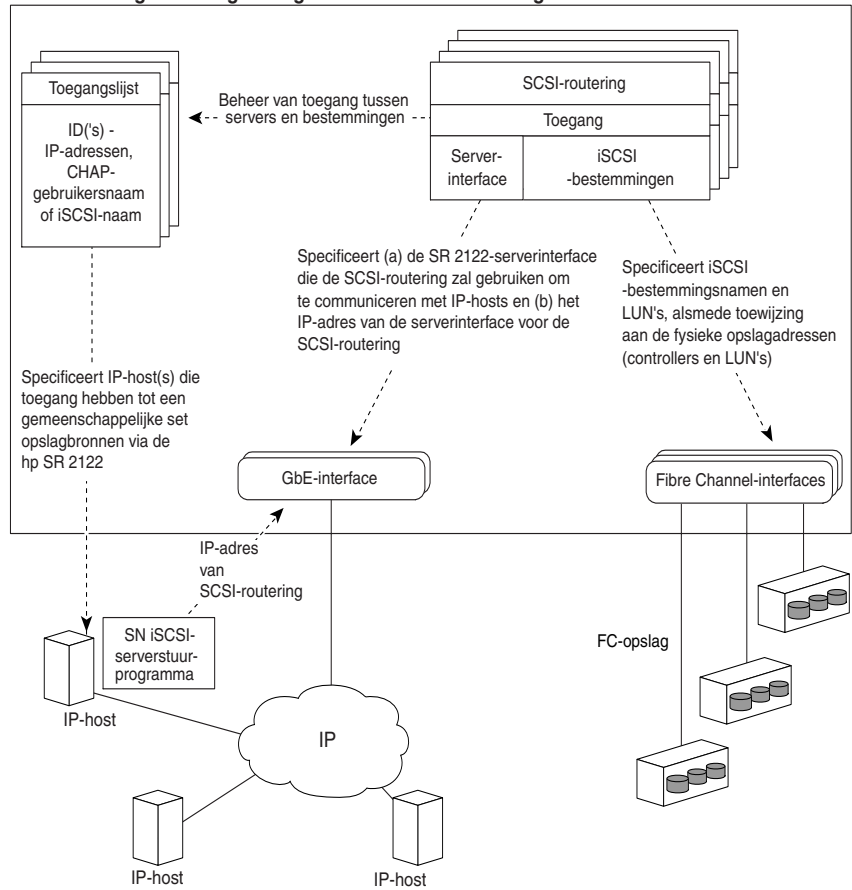 Toegangslijst
ID('s) -
IP-adressen,
CHAP-
gebruikersnaam
of iSCSI-naam
Beheer van toegang tussen
servers en bestemmingen
SCSI-routering
Toegang
Server-
interface
iSCSI
-bestemmingen
Specificeert (a) de SR 2122-serverinterface
die de SCSI-routering zal gebruiken om
te communiceren met IP-hosts en (b) het
IP-adres van de serverinterface voor de
SCSI-routering
Specificeert iSCSI
-bestemmingsnamen en
LUN's, alsmede toewijzing
aan de fysieke opslagadressen
(controllers en LUN's)
Specificeert IP-host(s) die
toegang hebben tot een
gemeenschappelijke set
opslagbronnen via de
hp SR 2122
GbE-interface
Fibre Channel-interfaces
IP-adres
van
SCSI-routering
SN iSCSI-
serverstuur-
programma
IP-host
FC-opslag
IP
IP-host
IP-host